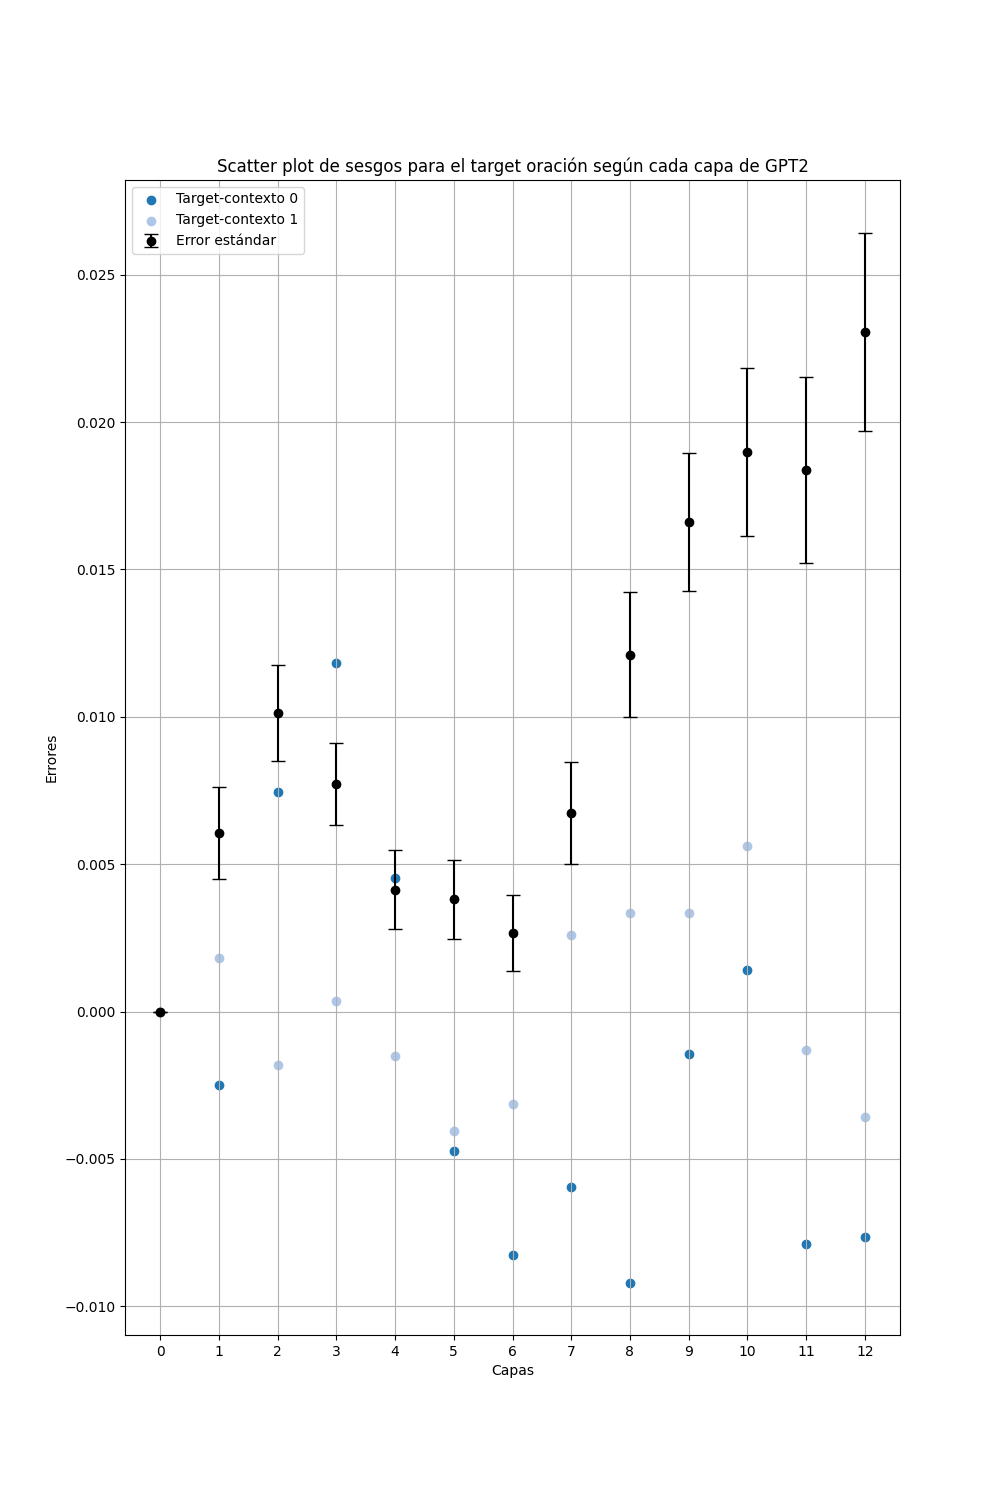 Scatter plot de sesgos para el target oración según cada capa de GPT2
Target-contexto 0
Target-contexto 1
Error estándar
0.025
0.020
0.015
0.010
0.005
0.000
−0.005
−0.010
Errores
0 1 2 3 4 5 6 7 8 9 10 11 12
Capas